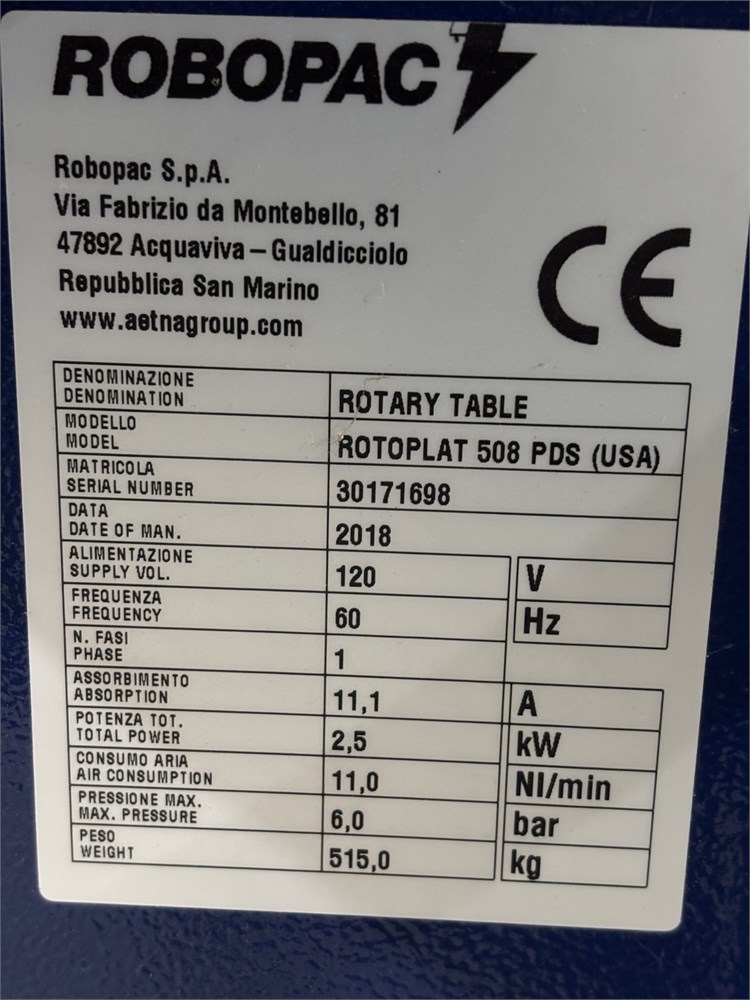 ROBOPAC
Robopac S.p.A.
Via Fabrizio da Montebello, 81
47892 Acquaviva – Gualdicciolo
Repubblica San Marino
www.aetnagroup.com
CE
DENOMINAZIONE
DENOMINATION
ROTARY TABLE
MODELLO
MODEL
ROTOPLAT 508 PDS (USA)
MATRICOLA
SERIAL NUMBER
30171698
DATA
DATE OF MAN.
2018
ALIMENTAZIONE
SUPPLY VOL.
120 V
FREQUENZA
FREQUENCY
60 Hz
N. FASI
PHASE
1
ASSORBIMENTO
ABSORPTION
11,1 A
POTENZA TOT.
TOTAL POWER
2,5 kW
CONSUMO ARIA
AIR CONSUMPTION
11,0 Nl/min
PRESSIONE MAX.
MAX. PRESSURE
6,0 bar
PESO
WEIGHT
515,0 kg